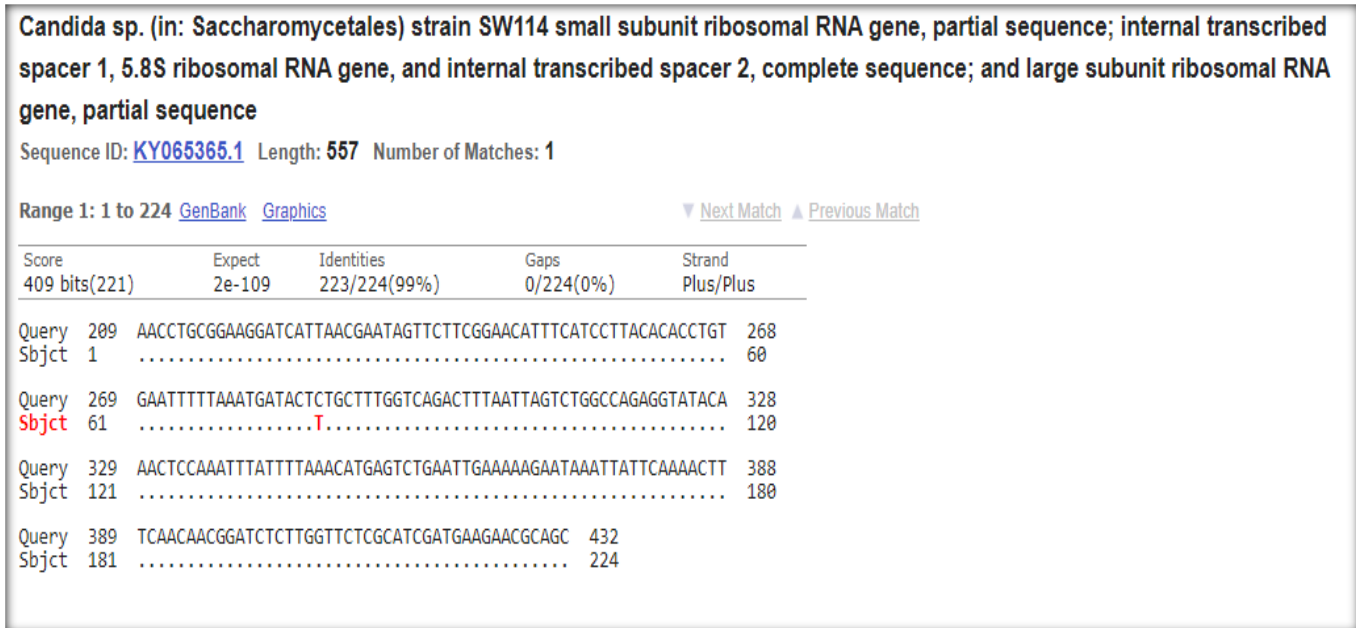 Candida sp. (in: Saccharomycetales) strain SW114 small subunit ribosomal RNA gene, partial sequence; internal transcribed
spacer 1, 5.8S ribosomal RNA gene, and internal transcribed spacer 2, complete sequence; and large subunit ribosomal RNA
gene, partial sequence
Sequence ID: KY065365.1 Length: 557 Number of Matches: 1
Range 1: 1 to 224 GenBank Graphics ▼ Next Match ▲ Previous Match
Score Expect Identities Gaps Strand
409 bits(221) 2e-109 223/224(99%) 0/224(0%) Plus/Plus
Query 209 AACCTGCGGAAGGATCATTAACGAATAGTTCTTCGGAACATTTCATCCTTACACACCTGT 268
Sbjct 1 ............................................................ 60
Query 269 GAATTTTTAAATGATACTCTGCTTTGGTCAGACTTTAATTAGTCTGGCCAGAGGTATACA 328
Sbjct 61 ..................T......................................... 120
Query 329 AACTCCAAATTTATTTTAAACATGAGTCTGAATTGAAAAAGAATAAATTATTCAAAACTT 388
Sbjct 121 ............................................................ 180
Query 389 TCAACAACGGATCTCTTGGTTCTCGCATCGATGAAGAACGCAGC 432
Sbjct 181 ............................................ 224